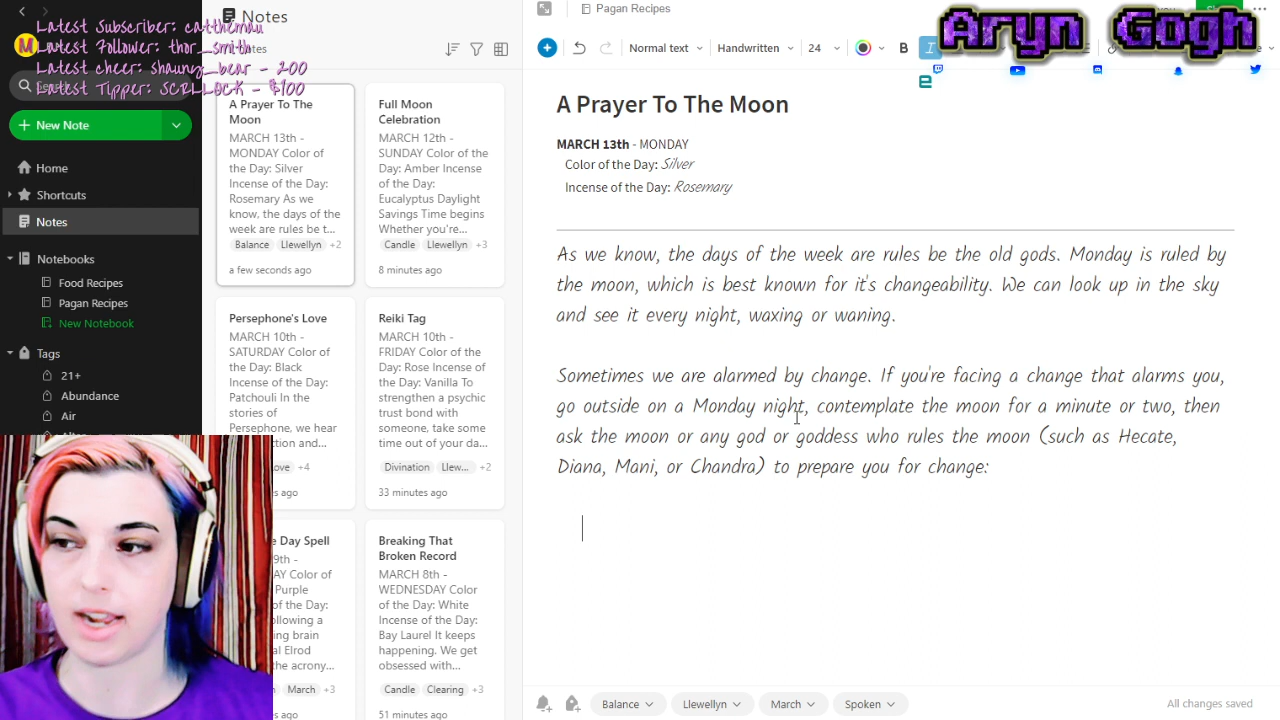 Latest Subscriber: catthemau
Latest Follower: thor_smith
Latest cheer: shauny_bear - 200
Latest Tipper: SCRLLOCK - $100
M
New Note
Home
Shortcuts
Notes
Notebooks
Food Recipes
Pagan Recipes
New Notebook
Tags
21+
Abundance
Air
Notes
A Prayer To The
Moon
MARCH 13th -
MONDAY Color of
the Day: Silver
Incense of the Day:
Rosemary As we
know, the days of the
week are rules be t...
Balance Llewellyn +2
a few seconds ago
Full Moon
Celebration
MARCH 12th -
SUNDAY Color of
the Day: Amber
Incense of the Day:
Eucalyptus Daylight
Savings Time begins
Whether you're...
Candle Llewellyn +3
8 minutes ago
Persephone's Love
MARCH 10th -
SATURDAY Color of
the Day: Black
Incense of the Day:
Patchouli In the
stories of
Persephone, we have
+4
Reiki Tag
MARCH 10th -
FRIDAY Color of the
Day: Rose Incense of
the Day: Vanilla To
strengthen a psychic
trust bond with
someone, take some
time out of your da...
Divination Llew... +2
33 minutes ago
Day Spell
March +3
Breaking That
Broken Record
MARCH 8th -
WEDNESDAY Color
of the Day: White
Incense of the Day:
Bay Laurel It keeps
happening. We get
obsessed with...
Candle Clearing +3
51 minutes ago
Pagan Recipes
Aryn Gogh
Normal text Handwritten 24 B I
A Prayer To The Moon
MARCH 13th - MONDAY
Color of the Day: Silver
Incense of the Day: Rosemary
As we know, the days of the week are rules be the old gods. Monday is ruled by
the moon, which is best known for it's changeability. We can look up in the sky
and see it every night, waxing or waning.
Sometimes we are alarmed by change. If you're facing a change that alarms you,
go outside on a Monday night, contemplate the moon for a minute or two, then
ask the moon or any god or goddess who rules the moon (such as Hecate,
Diana, Mani, or Chandra) to prepare you for change:
Balance Llewellyn March Spoken
All changes saved